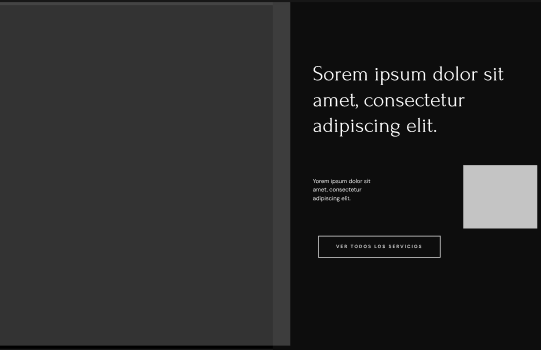 Sorem ipsum dolor sit
amet, consectetur
adipiscing elit.
Yorem ipsum dolor sit
amet, consectetur
adipiscing elit.
VER TODOS LOS SERVICIOS